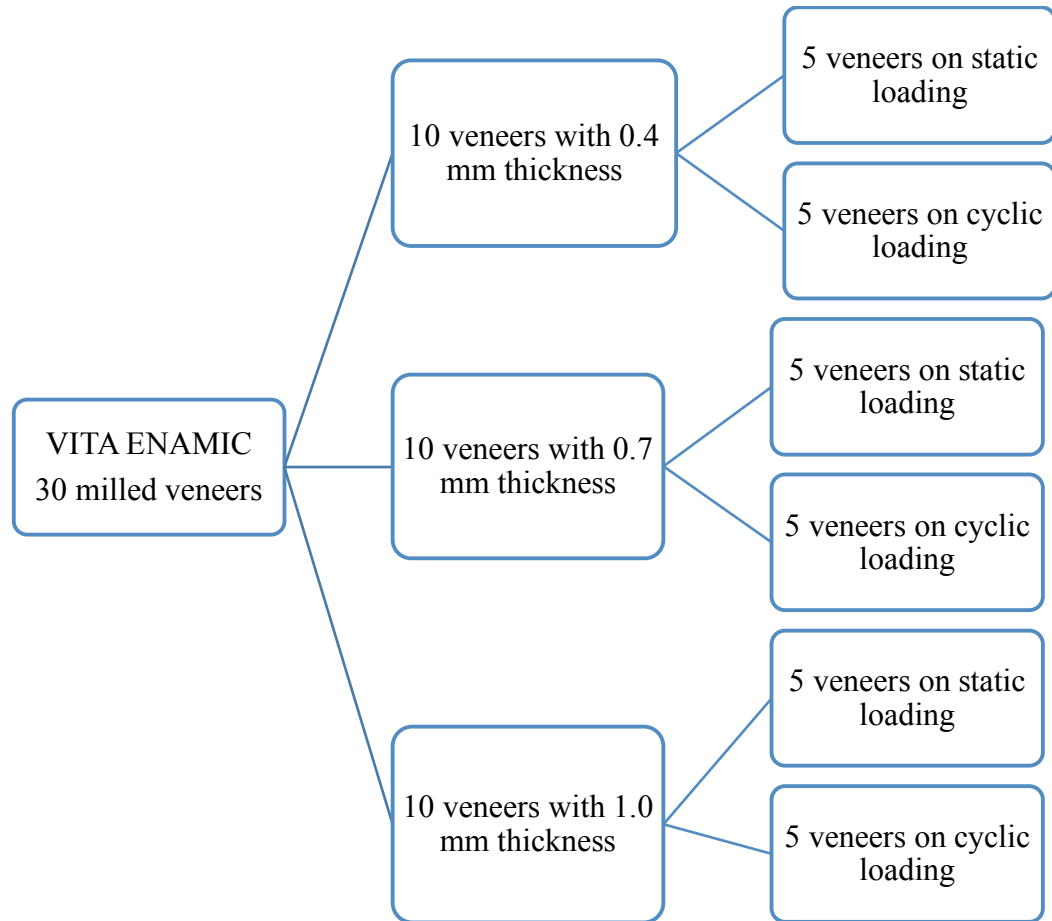 VITA ENAMIC
30 milled veneers
10 veneers with 0.4
mm thickness
5 veneers on static
loading
5 veneers on cyclic
loading
10 veneers with 0.7
mm thickness
5 veneers on static
loading
5 veneers on cyclic
loading
10 veneers with 1.0
mm thickness
5 veneers on static
loading
5 veneers on cyclic
loading